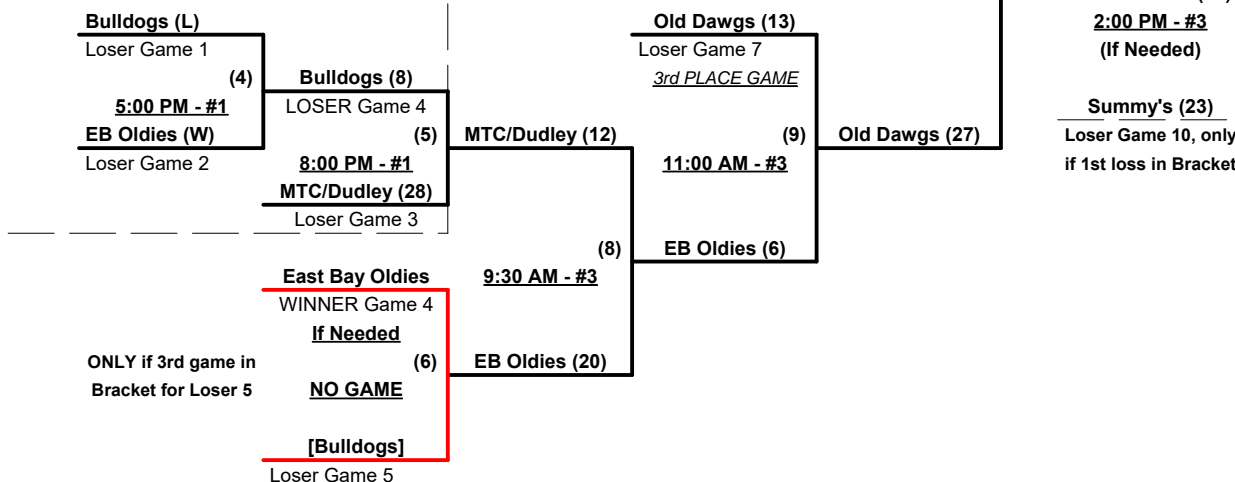 Bulldogs (L)
Loser Game 1
(4)
5:00 PM - #1
EB Oldies (W)
Loser Game 2
Bulldogs (8)
LOSER Game 4
(5)
8:00 PM - #1
MTC/Dudley (28)
Loser Game 3
East Bay Oldies
WINNER Game 4
If Needed
(6)
NO GAME
[Bulldogs]
Loser Game 5
ONLY if 3rd game in
Bracket for Loser 5
MTC/Dudley (12)
(8)
9:30 AM - #3
EB Oldies (20)
Old Dawgs (13)
Loser Game 7
3rd PLACE GAME
(9)
11:00 AM - #3
EB Oldies (6)
Old Dawgs (27)
2:00 PM - #3
(If Needed)
Summy's (23)
Loser Game 10, only
if 1st loss in Bracket